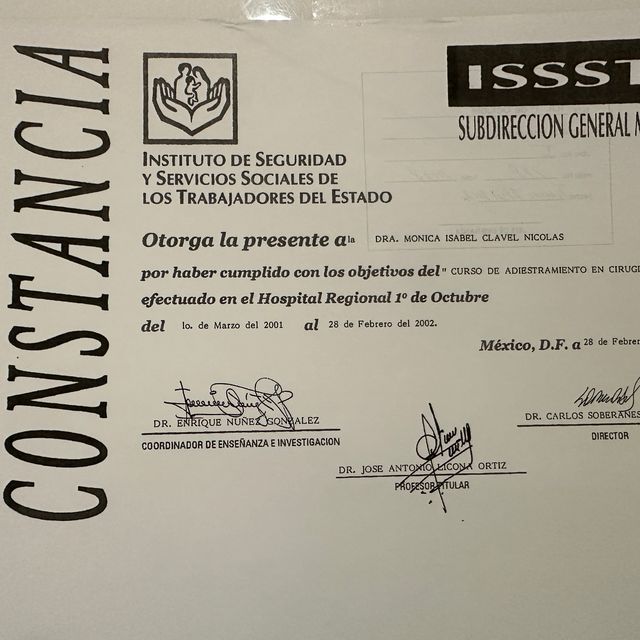 CONSTANCIA
ISSST
SUBDIRECCION GENERAL M
INSTITUTO DE SEGURIDAD
Y SERVICIOS SOCIALES DE
LOS TRABAJADORES DEL ESTADO
Otorga la presente a la DRA. MONICA ISABEL CLAVEL NICOLAS
por haber cumplido con los objetivos del " CURSO DE ADIESTRAMIENTO EN CIRUG
efectuado en el Hospital Regional 1º de Octubre
del lo. de Marzo del 2001 al 28 de Febrero del 2002.
México, D.F. a 28 de Febrer
DR. ENRIQUE NUÑEZ GONZALEZ
COORDINADOR DE ENSEÑANZA E INVESTIGACION
DR. CARLOS SOBERANES
DIRECTOR
DR. JOSE ANTONIO LICONA ORTIZ
PROFESOR TITULAR